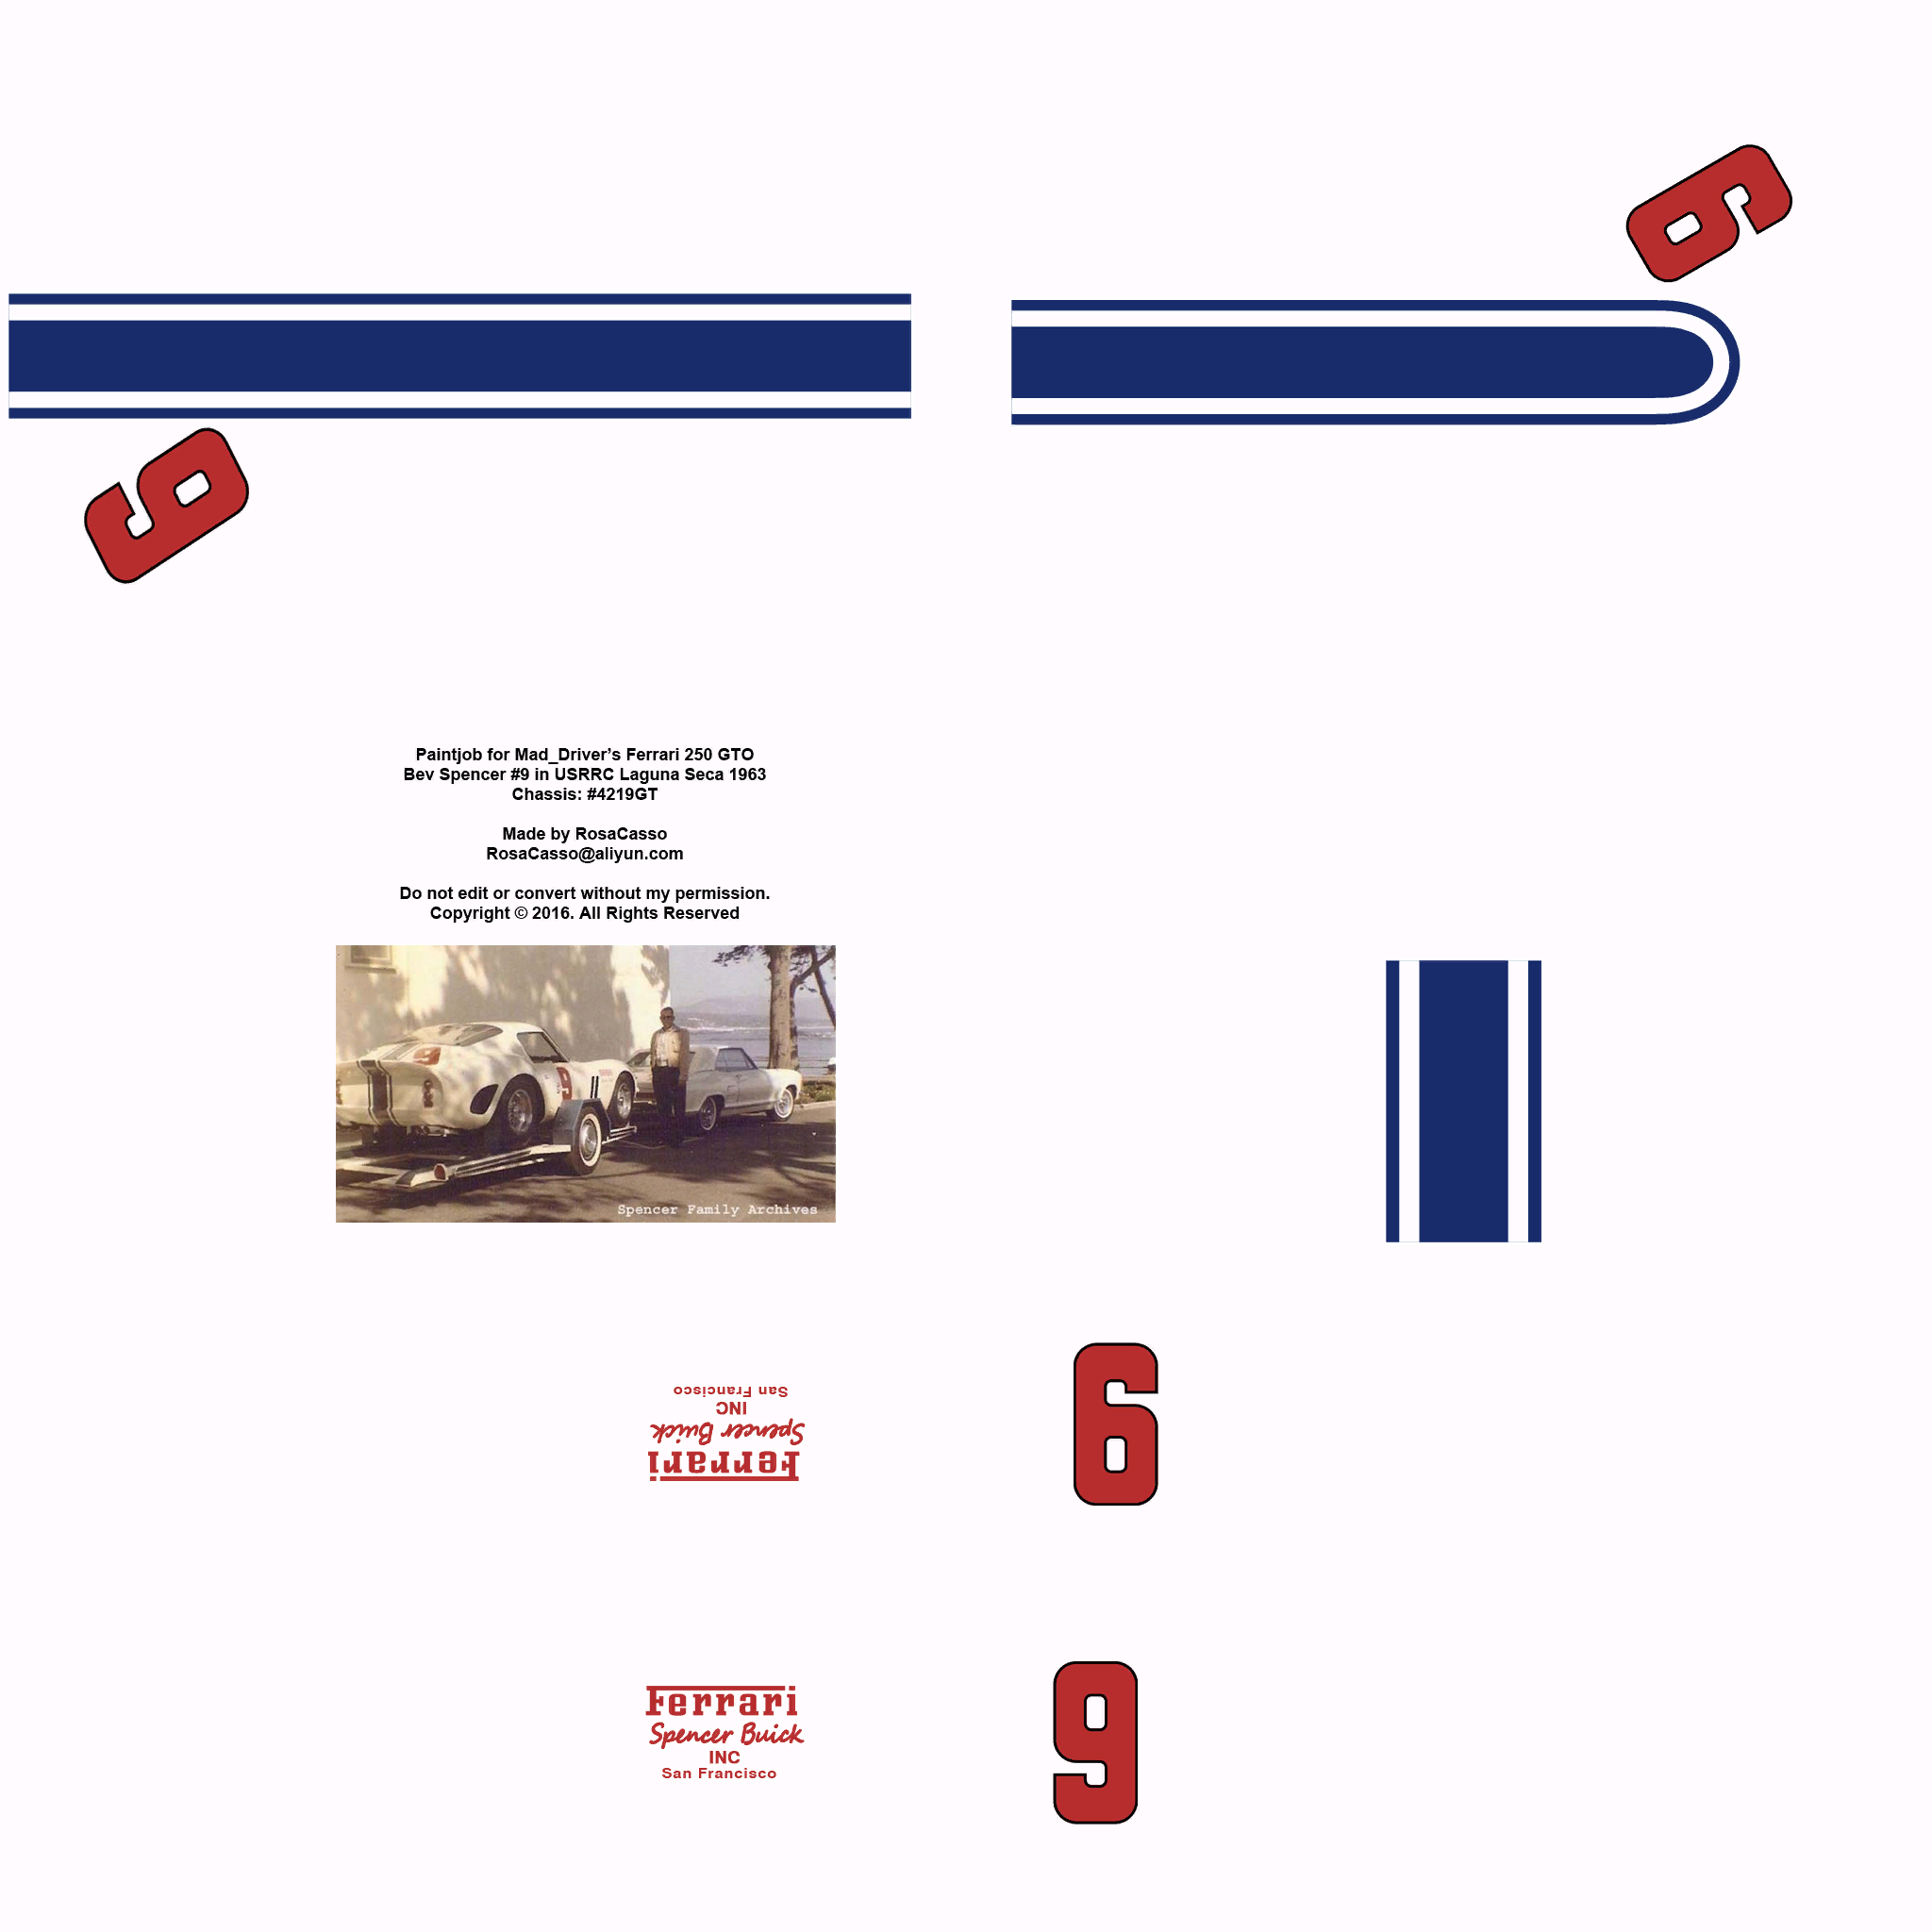 9
9
Paintjob for Mad_Driver’s Ferrari 250 GTO
Bev Spencer #9 in USRRC Laguna Seca 1963
Chassis: #4219GT
Made by RosaCasso
RosaCasso@aliyun.com
Do not edit or convert without my permission.
Copyright © 2016. All Rights Reserved
9
9
Spencer Family Archives
San Francisco
INC
Spencer Buick
Ferrari
9
Ferrari
Spencer Buick
INC
San Francisco
9